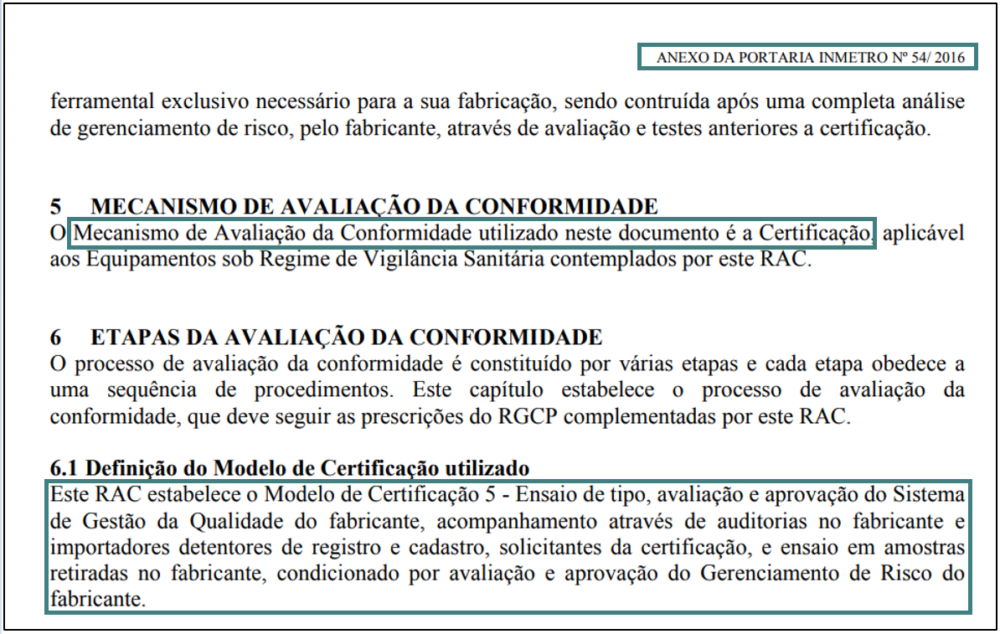 ANEXO DA PORTARIA INMETRO Nº 54/ 2016
ferramental exclusivo necessário para a sua fabricação, sendo contruída após uma completa análise
de gerenciamento de risco, pelo fabricante, através de avaliação e testes anteriores a certificação.
5 MECANISMO DE AVALIAÇÃO DA CONFORMIDADE
O Mecanismo de Avaliação da Conformidade utilizado neste documento é a Certificação, aplicável
aos Equipamentos sob Regime de Vigilância Sanitária contemplados por este RAC.
6 ETAPAS DA AVALIAÇÃO DA CONFORMIDADE
O processo de avaliação da conformidade é constituído por várias etapas e cada etapa obedece a
uma sequência de procedimentos. Este capítulo estabelece o processo de avaliação da
conformidade, que deve seguir as prescrições do RGCP complementadas por este RAC.
6.1 Definição do Modelo de Certificação utilizado
Este RAC estabelece o Modelo de Certificação 5 - Ensaio de tipo, avaliação e aprovação do Sistema
de Gestão da Qualidade do fabricante, acompanhamento através de auditorias no fabricante e
importadores detentores de registro e cadastro, solicitantes da certificação, e ensaio em amostras
retiradas no fabricante, condicionado por avaliação e aprovação do Gerenciamento de Risco do
fabricante.